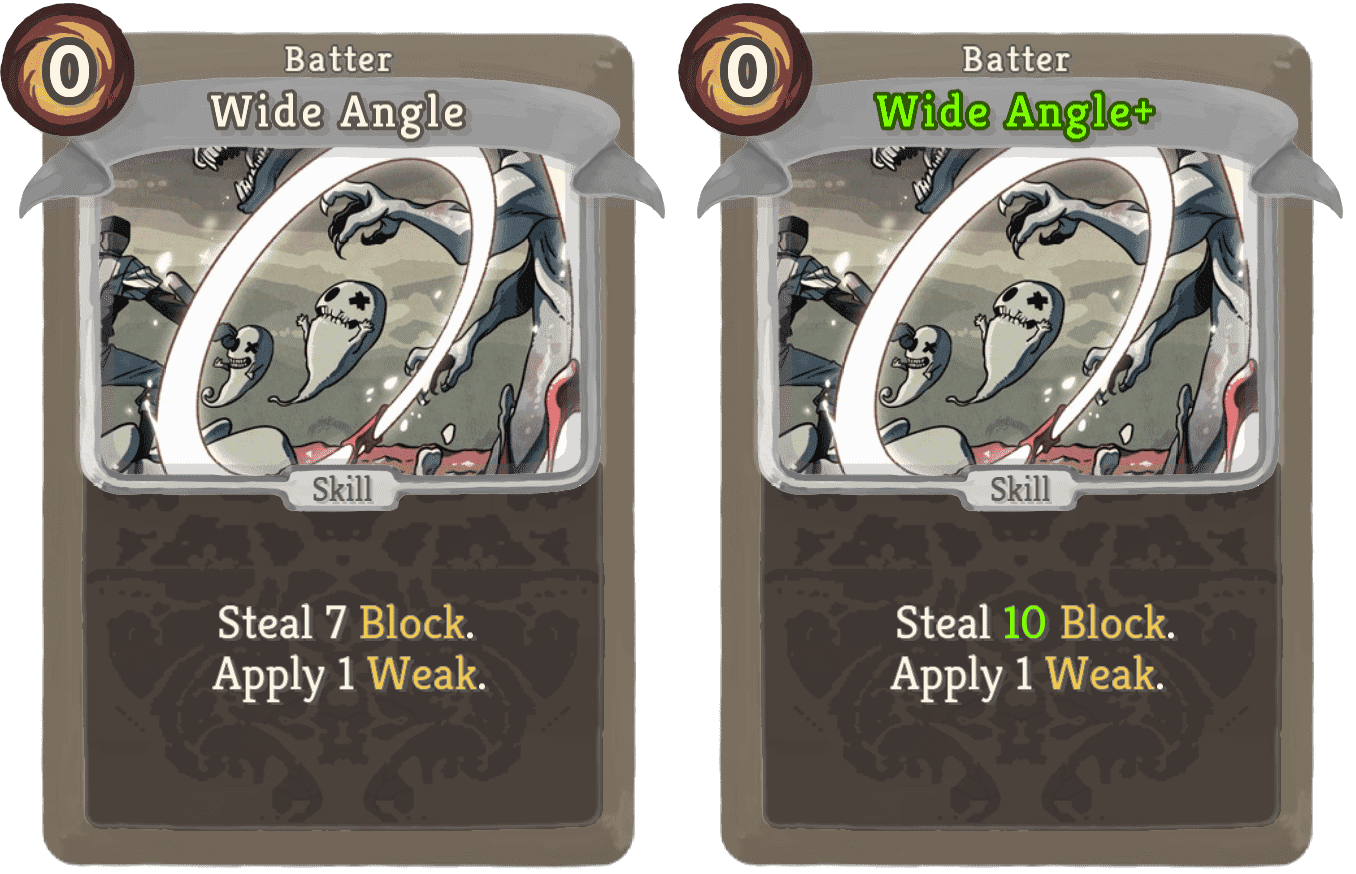 0
Batter
Wide Angle
Skill
Steal 7 Block.
Apply 1 Weak.
0
Batter
Wide Angle+
Skill
Steal 10 Block.
Apply 1 Weak.